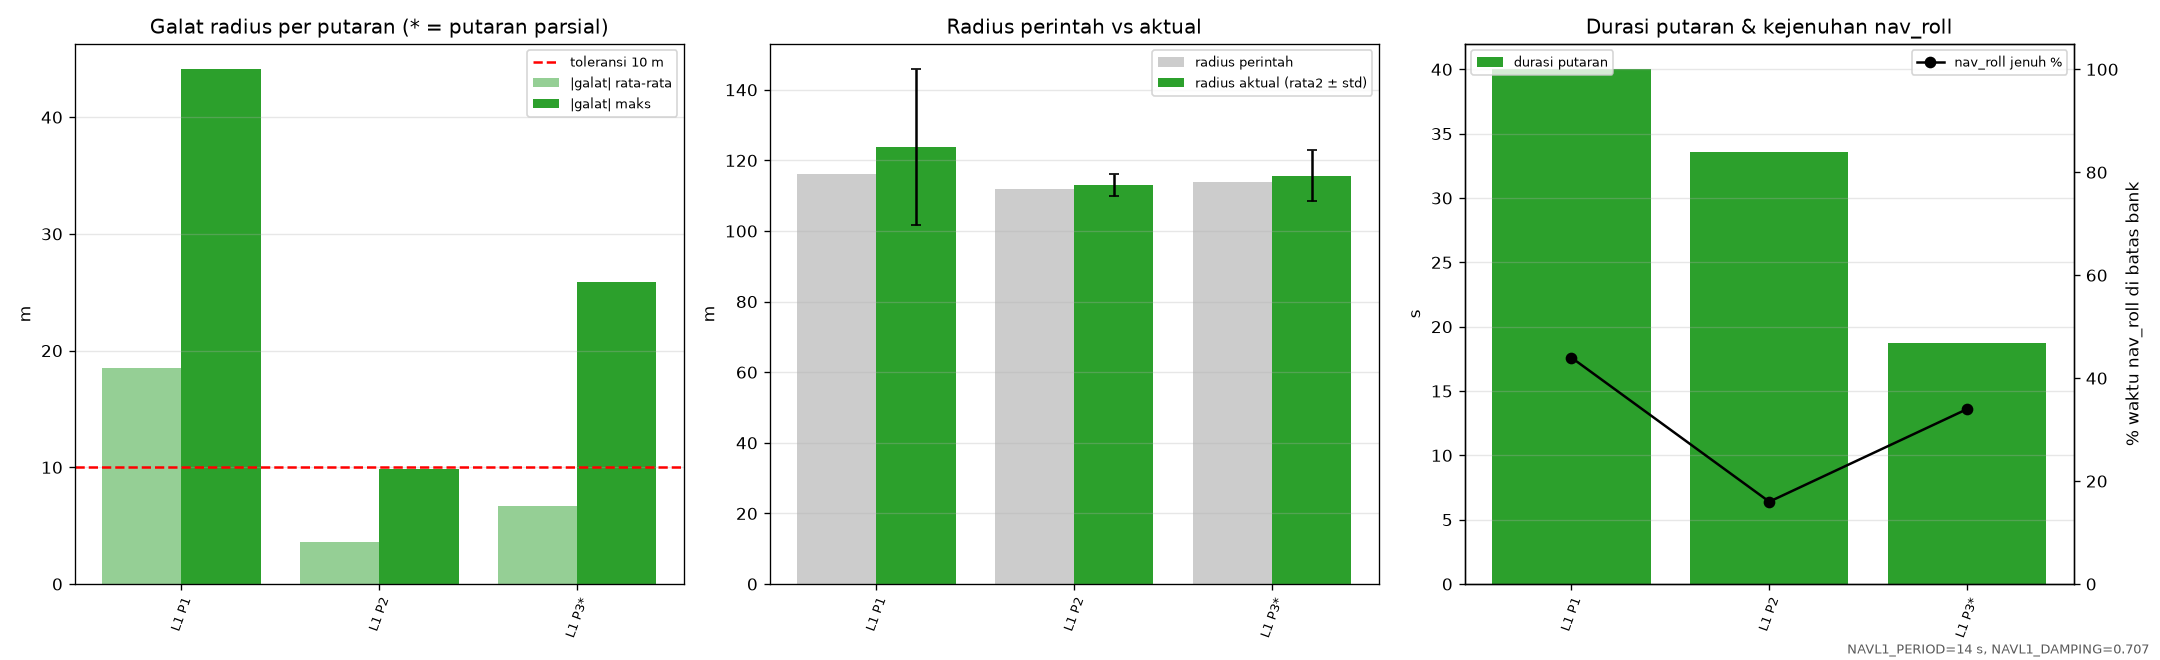 Galat radius per putaran (* = putaran parsial)
toleransi 10 m
|galat| rata-rata
|galat| maks
m
40
30
20
10
0
L1 P1
L1 P2
L1 P3*
Radius perintah vs aktual
radius perintah
radius aktual (rata2 ± std)
m
140
120
100
80
60
40
20
0
L1 P1
L1 P2
L1 P3*
Durasi putaran & kejenuhan nav_roll
durasi putaran
nav_roll jenuh %
s
40
35
30
25
20
15
10
5
0
100
80
60
40
20
0
% waktu nav_roll di batas bank
L1 P1
L1 P2
L1 P3*
NAVL1_PERIOD=14 s, NAVL1_DAMPING=0.707